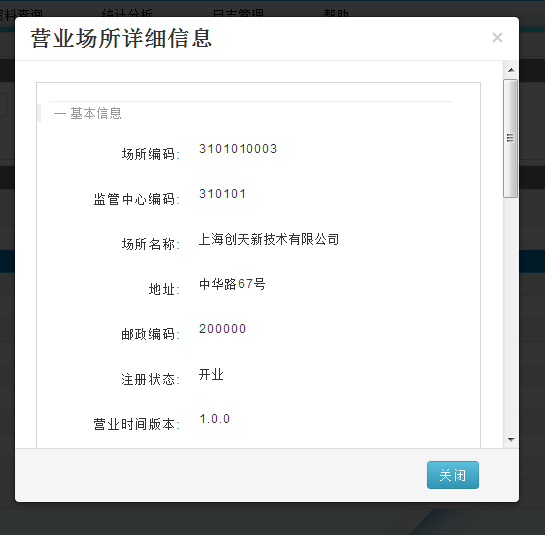 资料查询 统计分析 日志管理 帮助
营业场所详细信息 ×
— 基本信息
场所编码: 3101010003
监管中心编码: 310101
场所名称: 上海创天新技术有限公司
地址: 中华路67号
邮政编码: 200000
注册状态: 开业
营业时间版本: 1.0.0
关闭